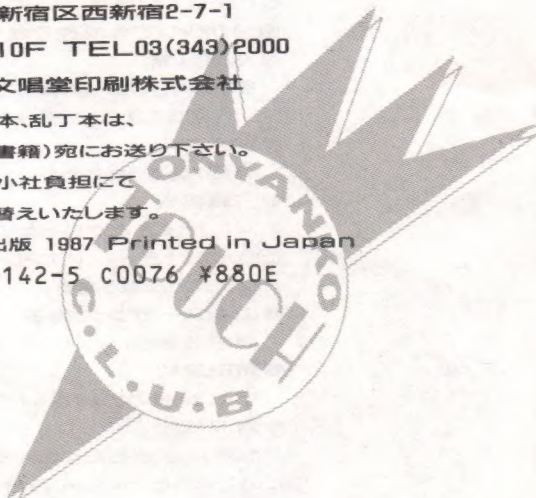 新宿区西新宿2-7-1
10F TEL03(343)2000
文唱堂印刷株式会社
本、乱丁本は、
書籍)宛にお送り下さい。
小社負担にて
替えいたします。
出版 1987 Printed in Japan
142-5 C0076 ¥880E
ONYANKO
TOUCH
C・L・U・B